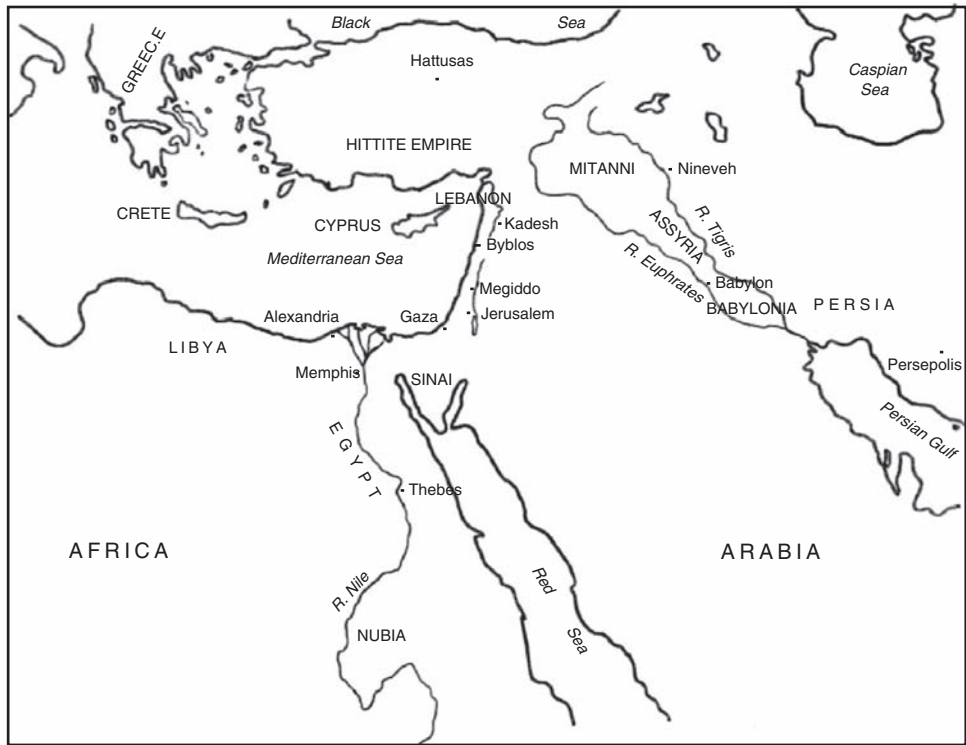 Black
Sea
GREEC.E
Hattusas
Caspian
Sea
HITTITE EMPIRE
MITANNI
Nineveh
LEBANON
CRETE
CYPRUS
Kadesh
R. Tigris
ASSYRIA
Byblos
Mediterranean Sea
R. Euphrates
Megiddo
Babylon
BABYLONIA
PERSIA
Alexandria
Gaza
Jerusalem
LIBYA
Memphis
SINAI
Persepolis
Persian Gulf
EGYPT
Thebes
AFRICA
ARABIA
R. Nile
Red
Sea
NUBIA